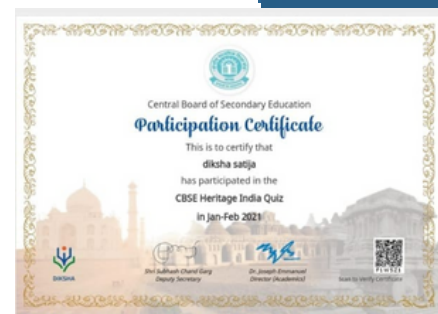 Central Board of Secondary Education
Participation Certificate
This is to certify that
diksha satija
has participated in the
CBSE Heritage India Quiz
in Jan-Feb 2021
DIKSHA
Shri Subhash Chand Garg
Deputy Secretary
Dr. Joseph Emmanuel
Director (Academics)
Scan to Verify Certificate